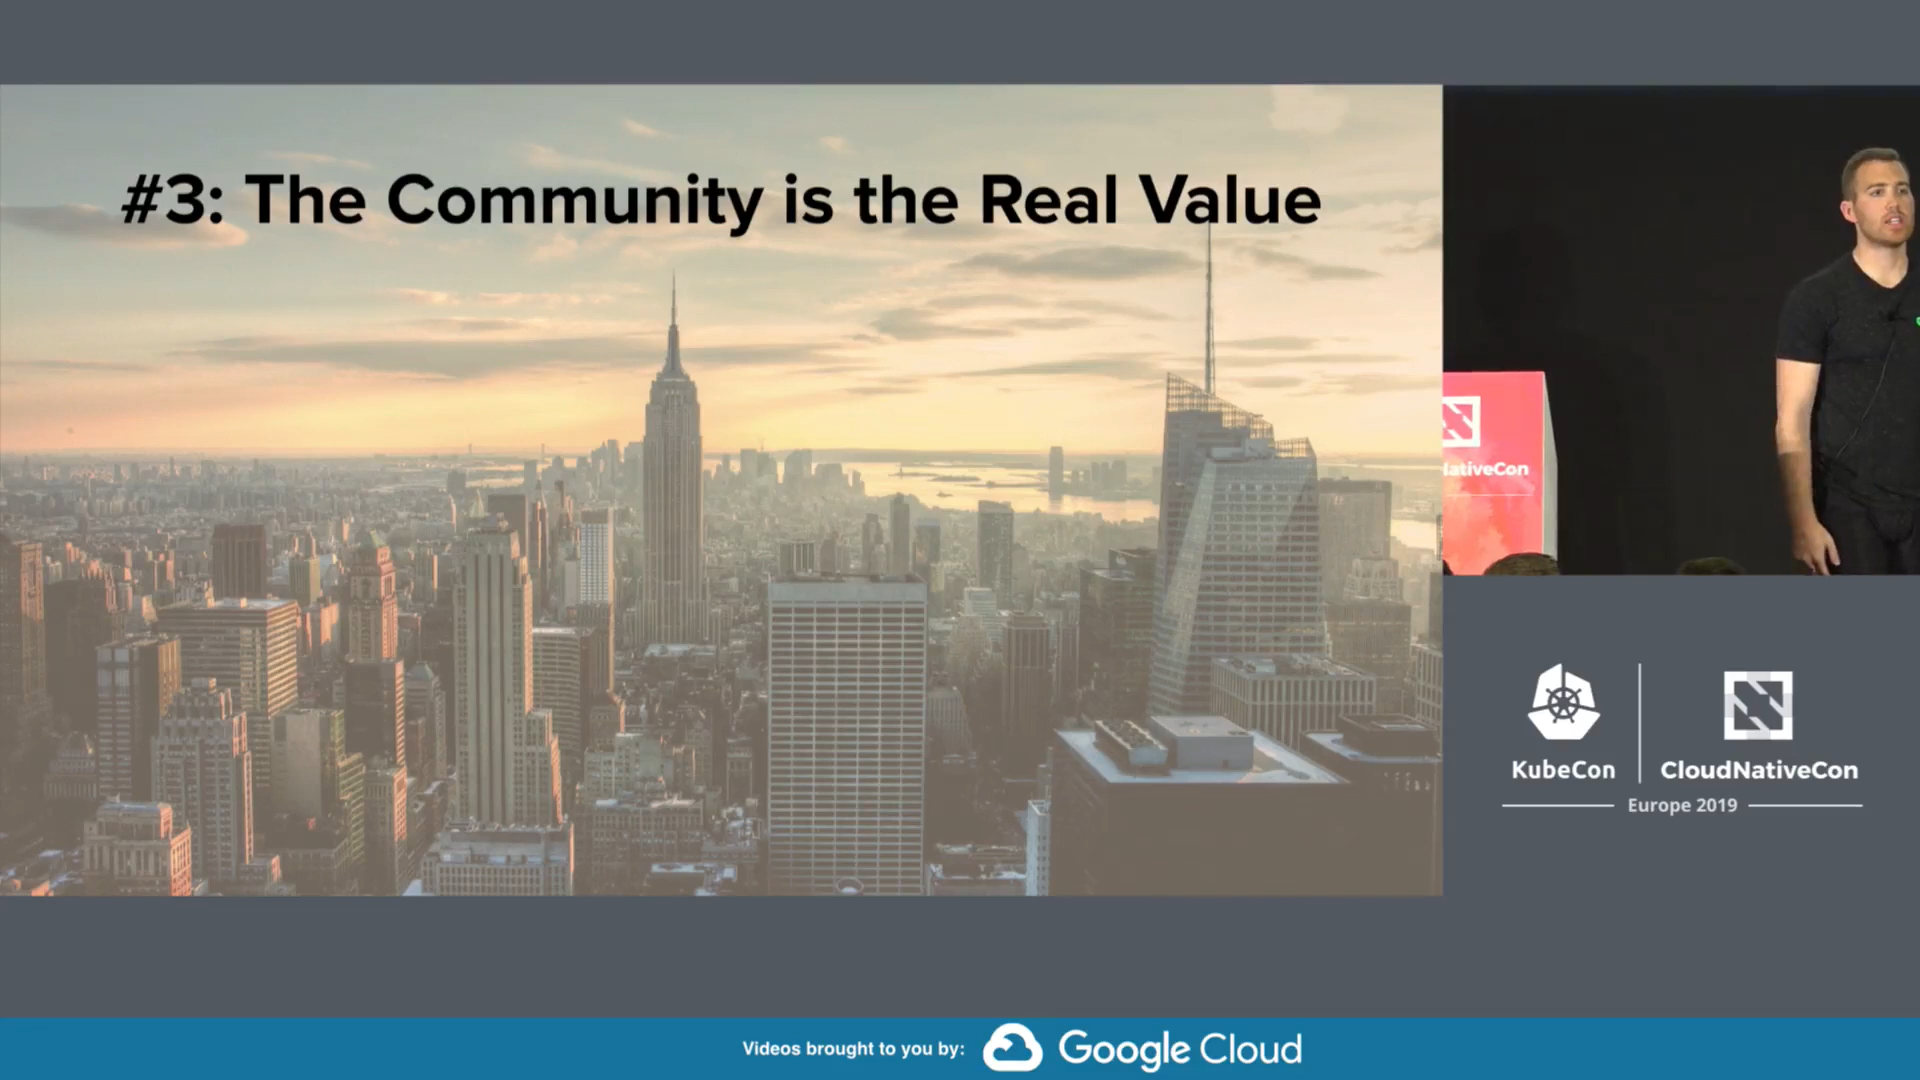 #3: The Community is the Real Value
NativeCon
KubeCon
CloudNativeCon
Europe 2019
Videos brought to you by:
Google Cloud